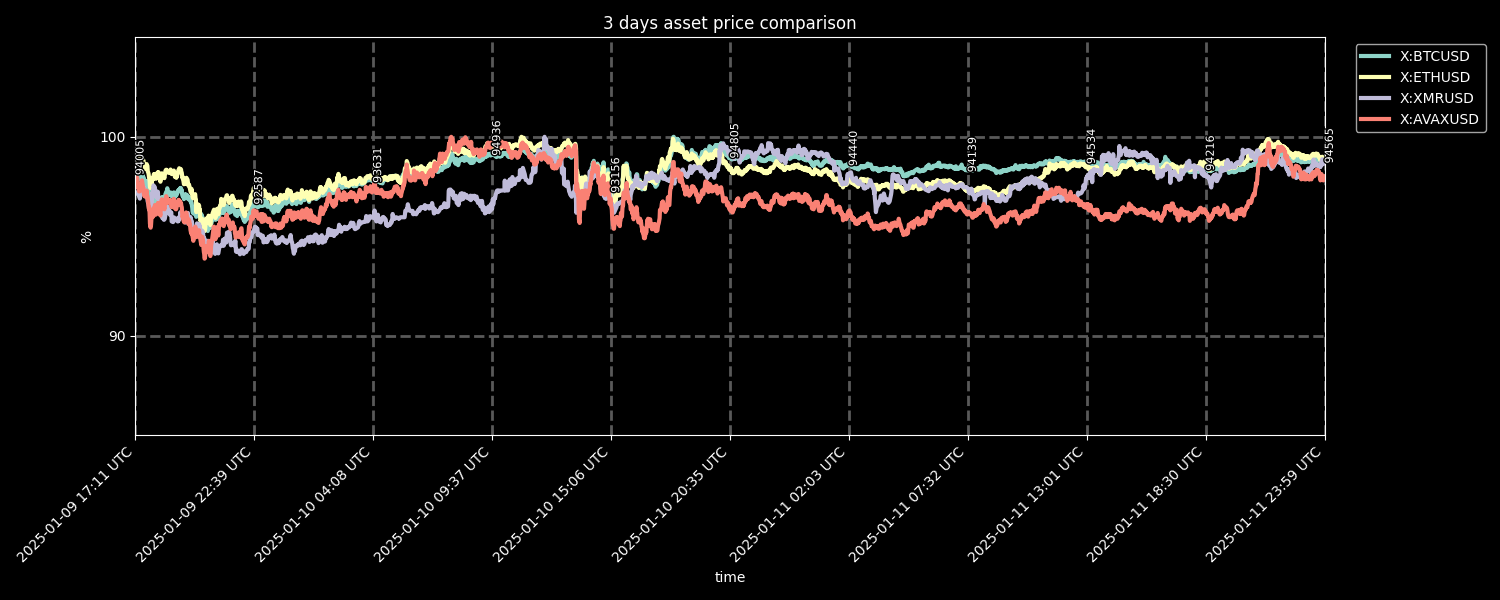 3 days asset price comparison
X:BTCUSD
X:ETHUSD
X:XMRUSD
X:AVAXUSD
100
90
%
94005
92587
93631
94936
93156
94805
94440
94139
94534
94216
94565
2025-01-09 17:11 UTC
2025-01-09 22:39 UTC
2025-01-10 04:08 UTC
2025-01-10 09:37 UTC
2025-01-10 15:06 UTC
2025-01-10 20:35 UTC
2025-01-11 02:03 UTC
2025-01-11 07:32 UTC
2025-01-11 13:01 UTC
2025-01-11 18:30 UTC
2025-01-11 23:59 UTC
time